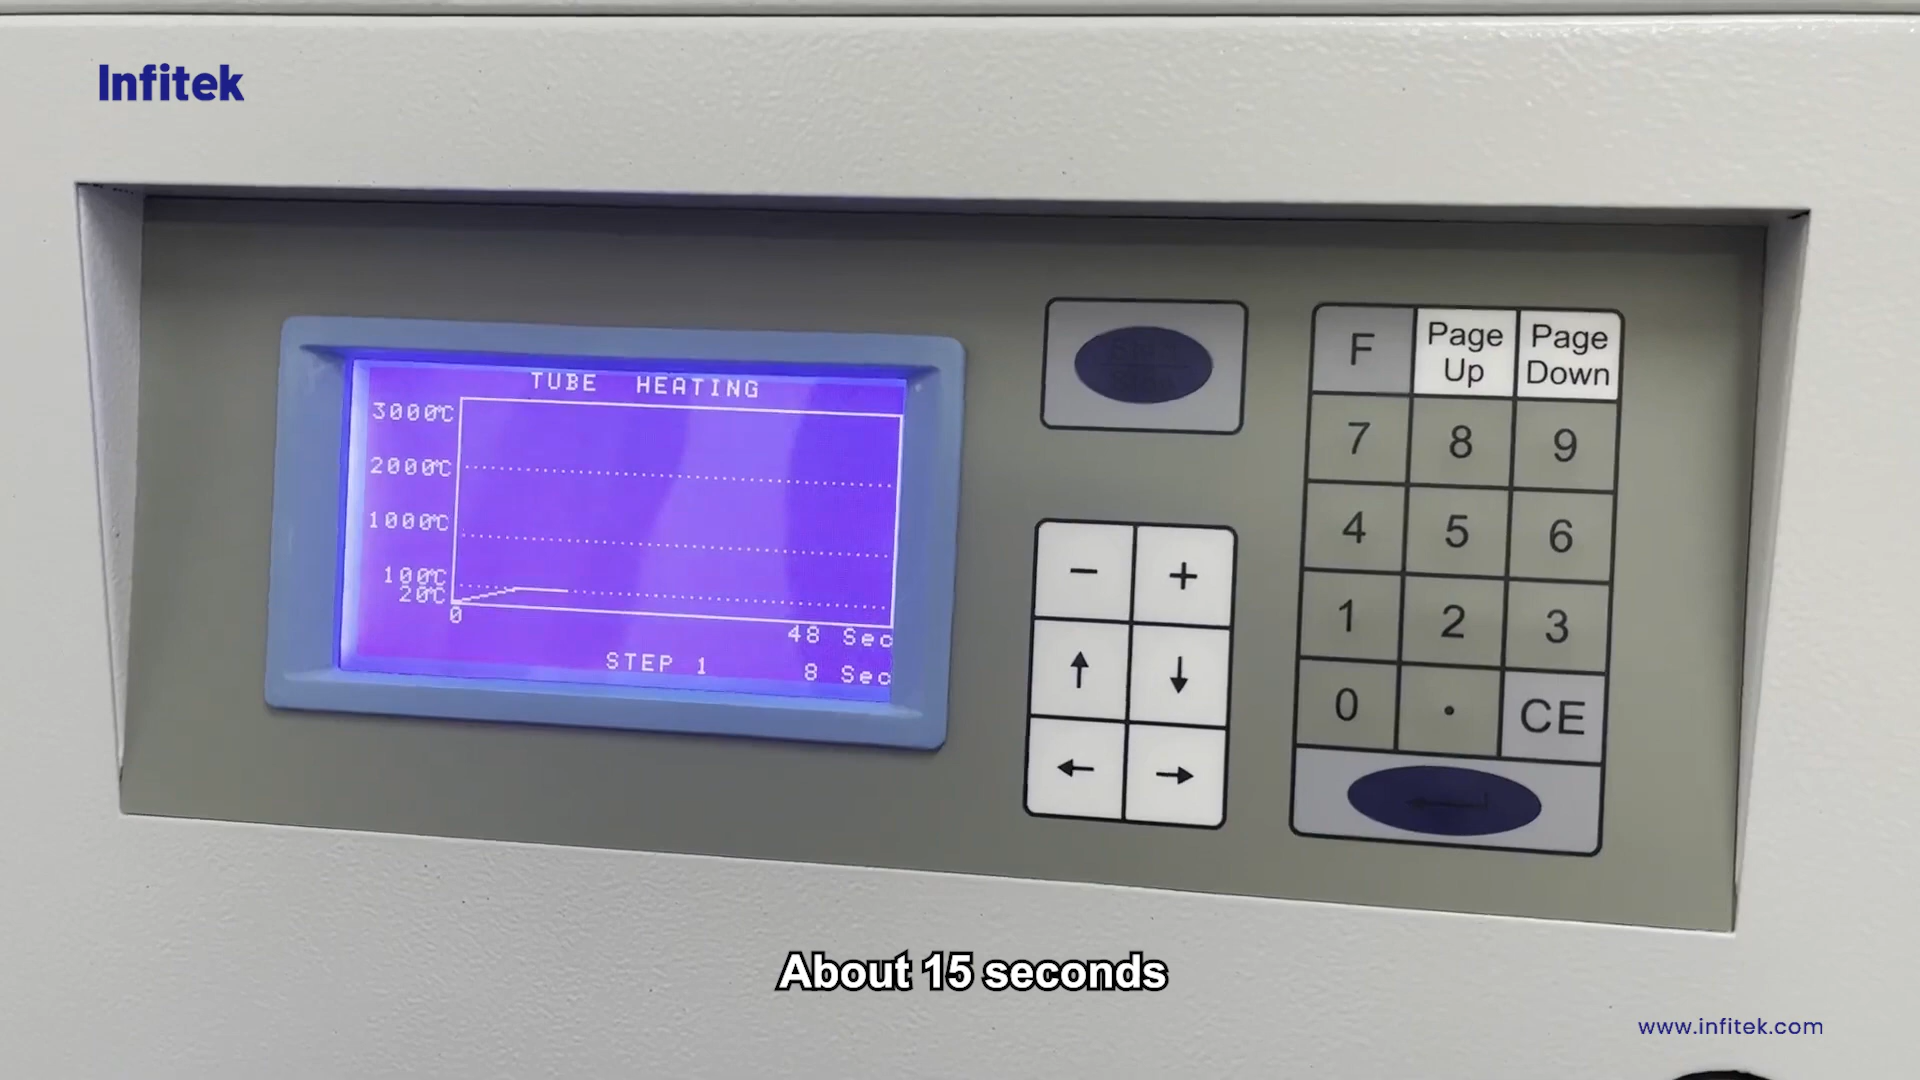 Infitek
TUBE HEATING
3000℃
2000℃
1000℃
100℃
20℃
0
48 Sec
STEP 1 8 Sec
F Page Up Page Down
7 8 9
4 5 6
1 2 3
0 . CE
- +
↑ ↓
← →
About 15 seconds
www.infitek.com